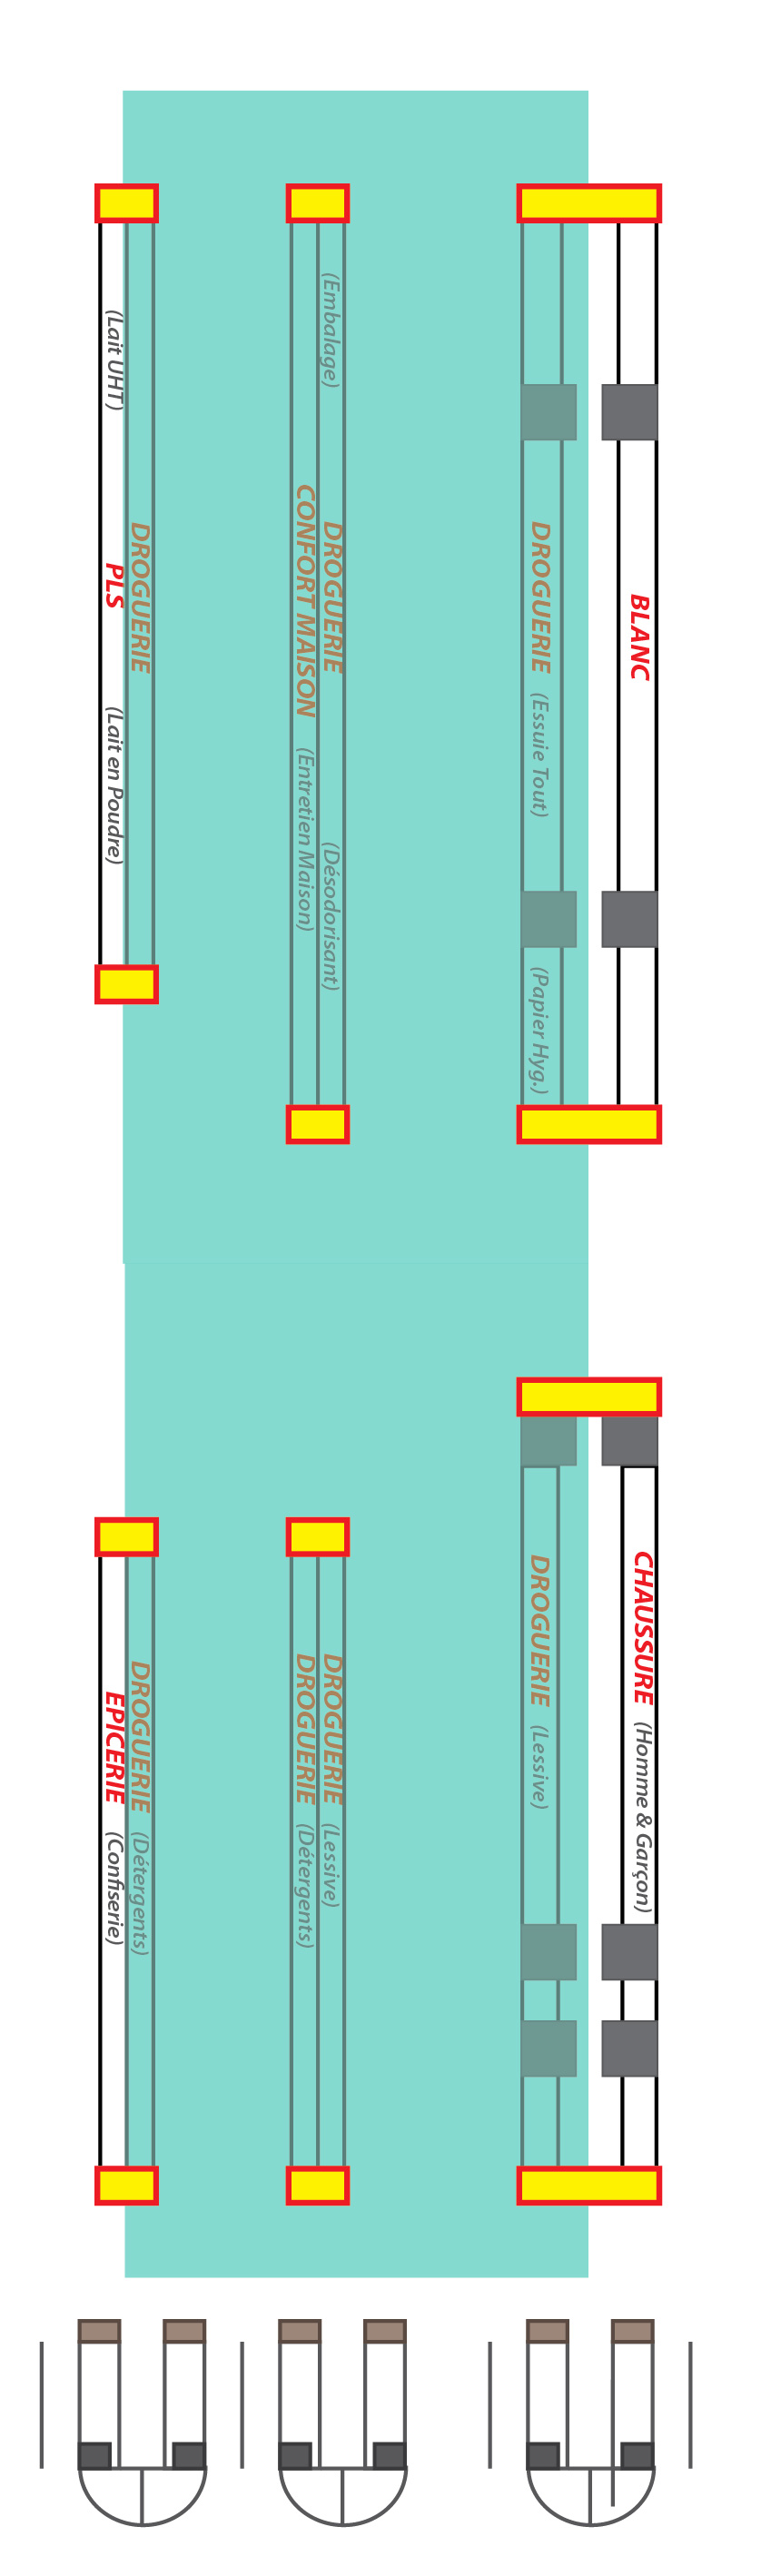 (Lait UHT)
PLS
(Lait en Poudre)
DROGUERIE
CONFORT MAISON
(Entretien Maison)
(Embalage)
DROGUERIE
(Désodorisant)
DROGUERIE
(Essuie Tout)
(Papier Hyg.)
BLANC
EPICERIE
(Confiserie)
DROGUERIE
(Détergents)
DROGUERIE
(Détergents)
DROGUERIE
(Lessive)
DROGUERIE
(Lessive)
CHAUSSURE
(Homme & Garçon)